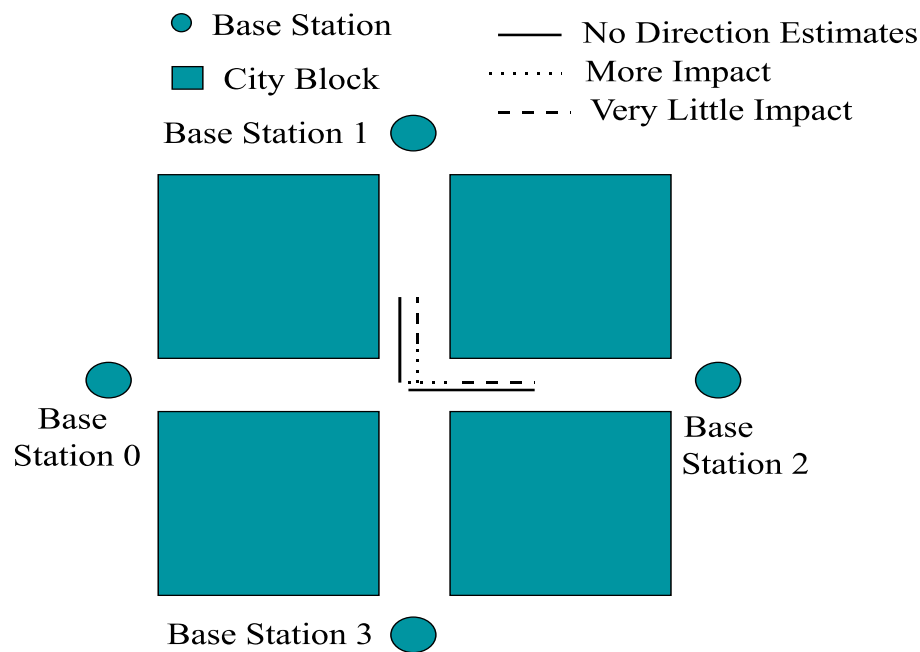 Base Station
No Direction Estimates
City Block
More Impact
Very Little Impact
Base Station 1
Base
Station 0
Base
Station 2
Base Station 3